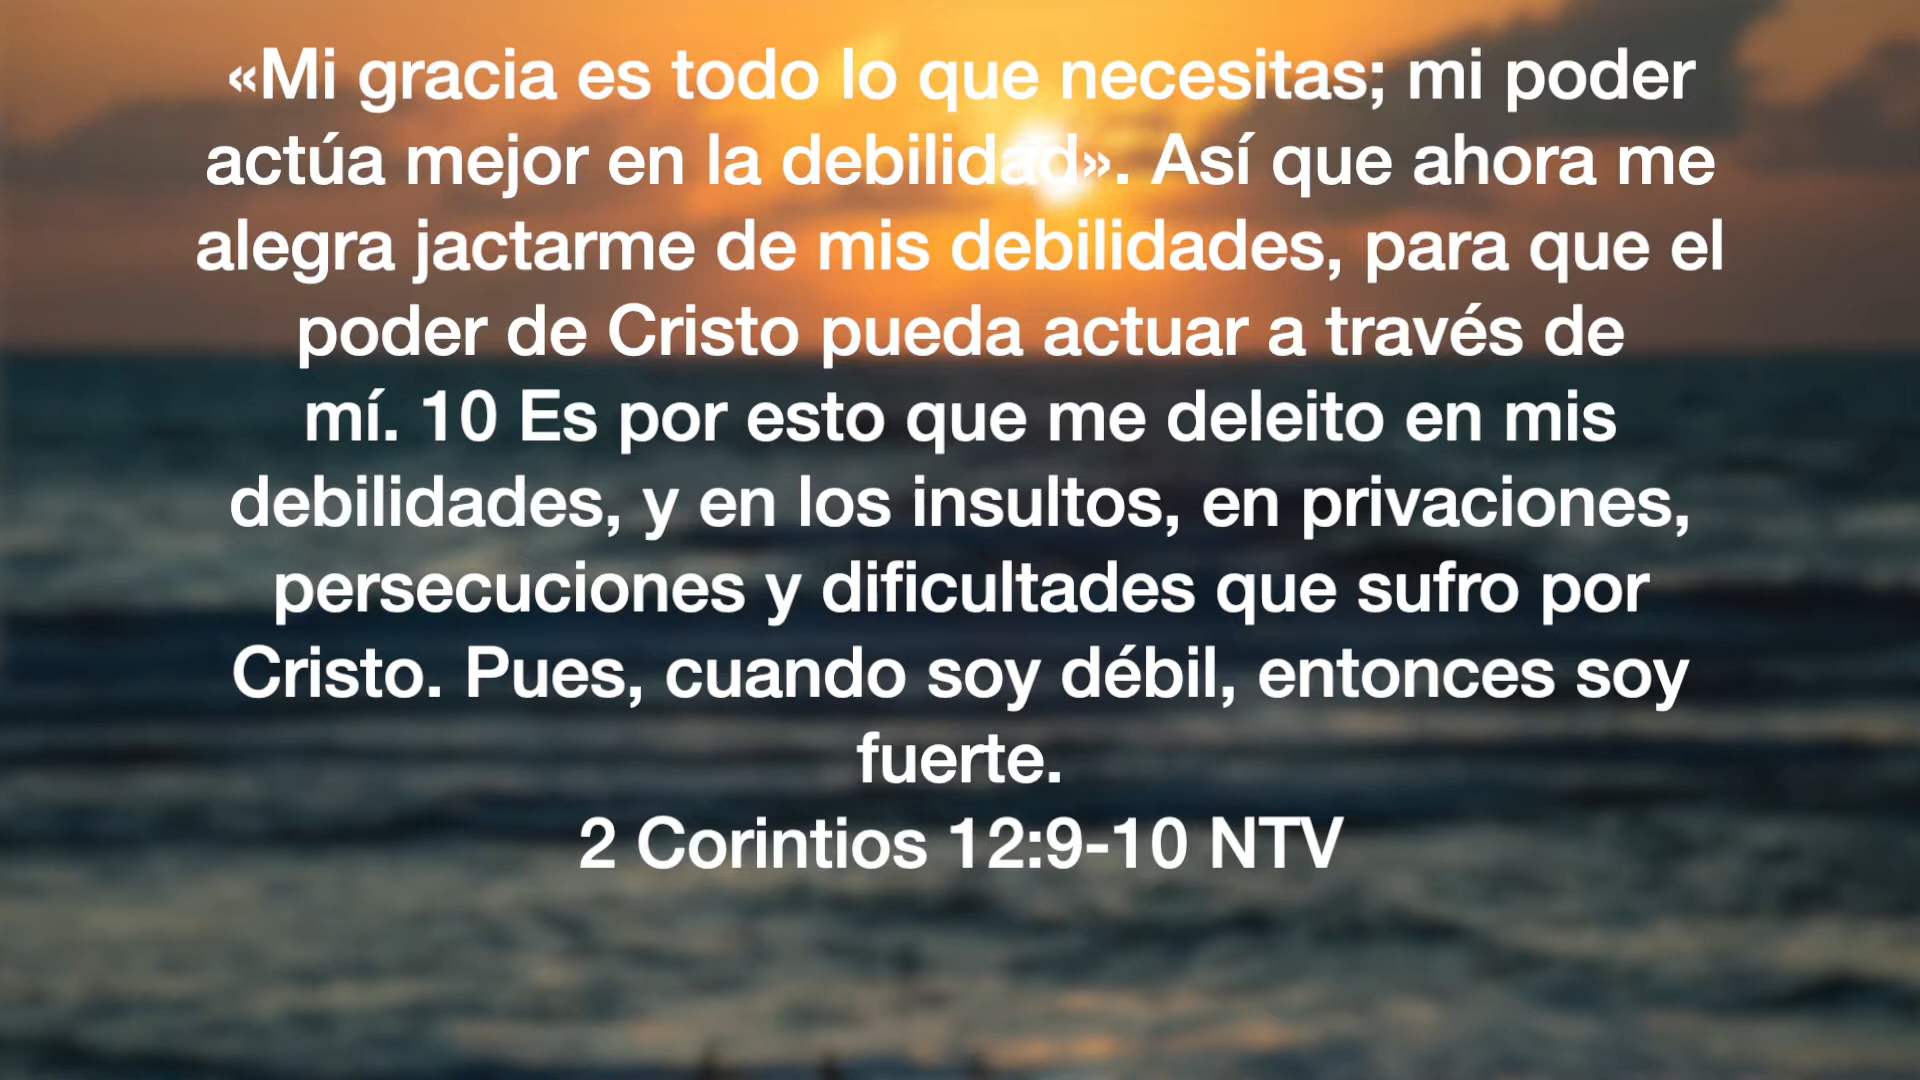 «Mi gracia es todo lo que necesitas; mi poder
actúa mejor en la debilidad». Así que ahora me
alegra jactarme de mis debilidades, para que el
poder de Cristo pueda actuar a través de
mí. 10 Es por esto que me deleito en mis
debilidades, y en los insultos, en privaciones,
persecuciones y dificultades que sufro por
Cristo. Pues, cuando soy débil, entonces soy
fuerte.
2 Corintios 12:9-10 NTV